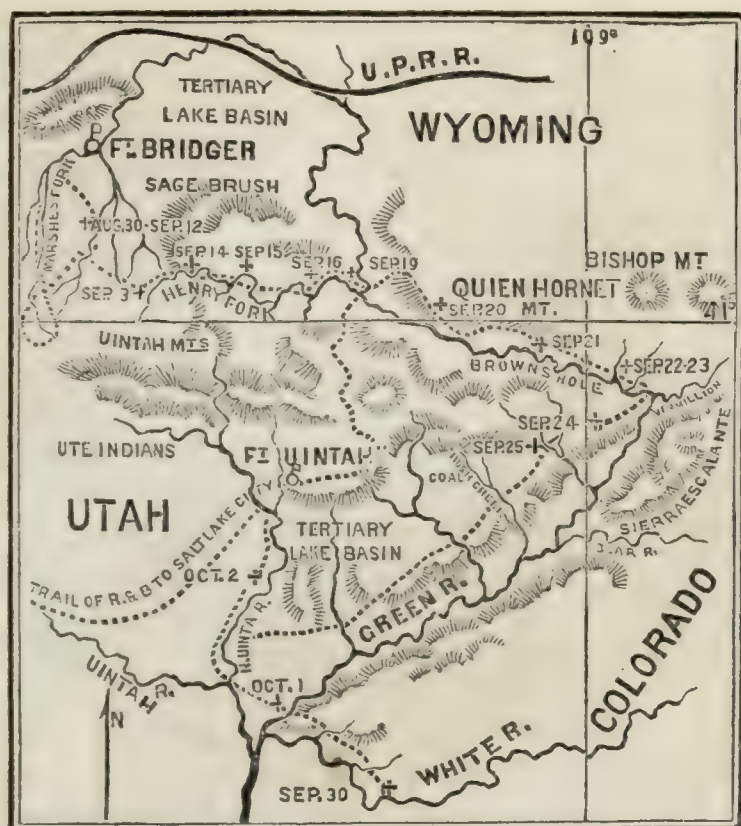 109°
U.P.R.R.
TERTIARY
LAKE BASIN
WYOMING
FT. BRIDGER
SAGE BRUSH
MARSHES FORK
AUG.30-SEP.12
SEP.14
SEP.15
SEP.16
SEP.19
BISHOP MT
SEP.3
HENRY FORK
QUIEN HORNET
MT.
SEP.20
41°
UINTAH MTS
SEP.21
BROWNS HOLE
SEP.22-23
VERMILLION
SEP.24
SEP.25
UTE INDIANS
FT. UINTAH
SIERRA ESCALANTE
UTAH
TERTIARY
LAKE BASIN
TRAIL OF R.& B TO SALT LAKE CITY
OCT.2
GREEN R.
COLORADO
UINTAH R.
OCT.1
N
WHITE R.
SEP.30